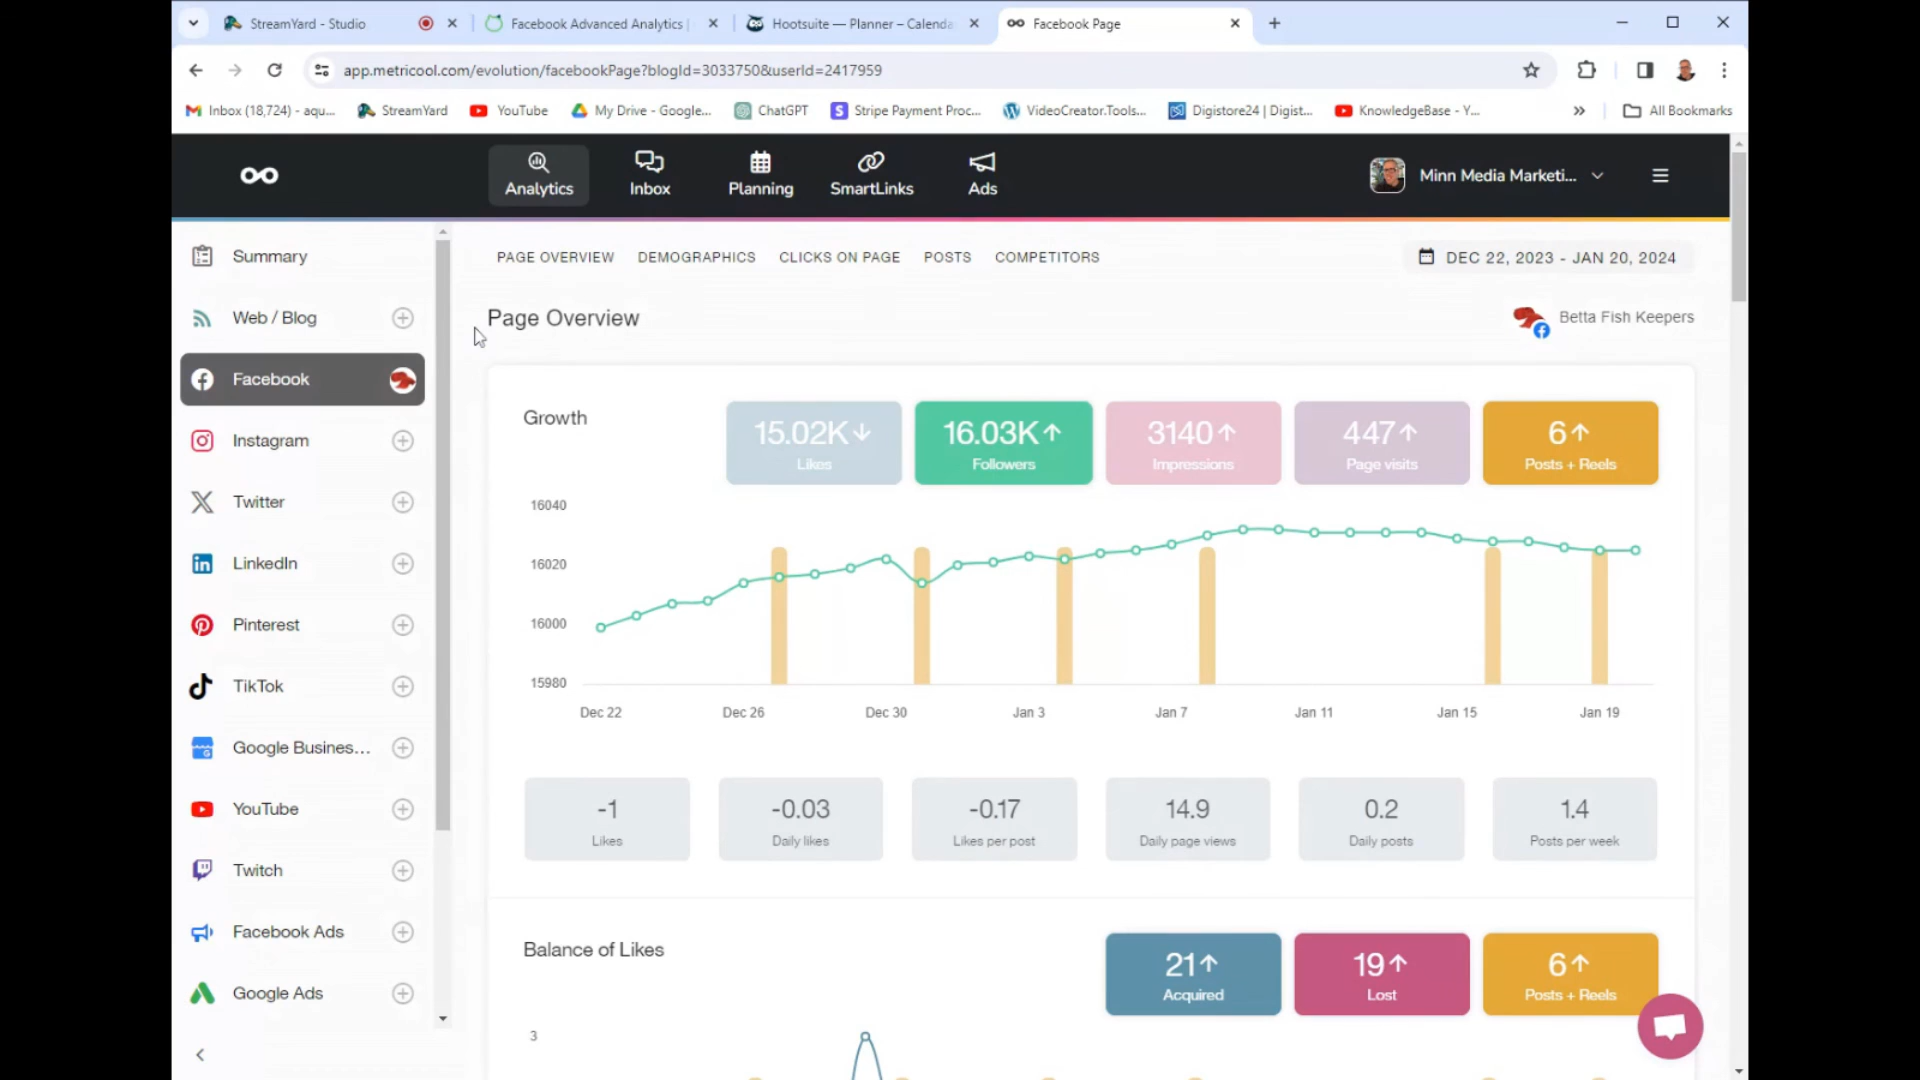 StreamYard - Studio
Facebook Advanced Analytics |
Hootsuite — Planner – Calenda
Facebook Page
app.metricool.com/evolution/facebookPage?blogId=3033750&userId=2417959
Inbox (18,724) - aqu...
StreamYard
YouTube
My Drive - Google...
ChatGPT
Stripe Payment Proc...
VideoCreator.Tools...
Digistore24 | Digist...
KnowledgeBase - Y...
»
All Bookmarks
Analytics
Inbox
Planning
SmartLinks
Ads
Minn Media Marketi...
Summary
Web / Blog
Facebook
Instagram
Twitter
LinkedIn
Pinterest
TikTok
Google Busines...
YouTube
Twitch
Facebook Ads
Google Ads
PAGE OVERVIEW
DEMOGRAPHICS
CLICKS ON PAGE
POSTS
COMPETITORS
DEC 22, 2023 - JAN 20, 2024
Page Overview
Betta Fish Keepers
Growth
15.02K↓
Likes
16.03K↑
Followers
3140↑
Impressions
447↑
Page visits
6↑
Posts + Reels
16040
16020
16000
15980
Dec 22
Dec 26
Dec 30
Jan 3
Jan 7
Jan 11
Jan 15
Jan 19
-1
Likes
-0.03
Daily likes
-0.17
Likes per post
14.9
Daily page views
0.2
Daily posts
1.4
Posts per week
Balance of Likes
21↑
Acquired
19↑
Lost
6↑
Posts + Reels
3